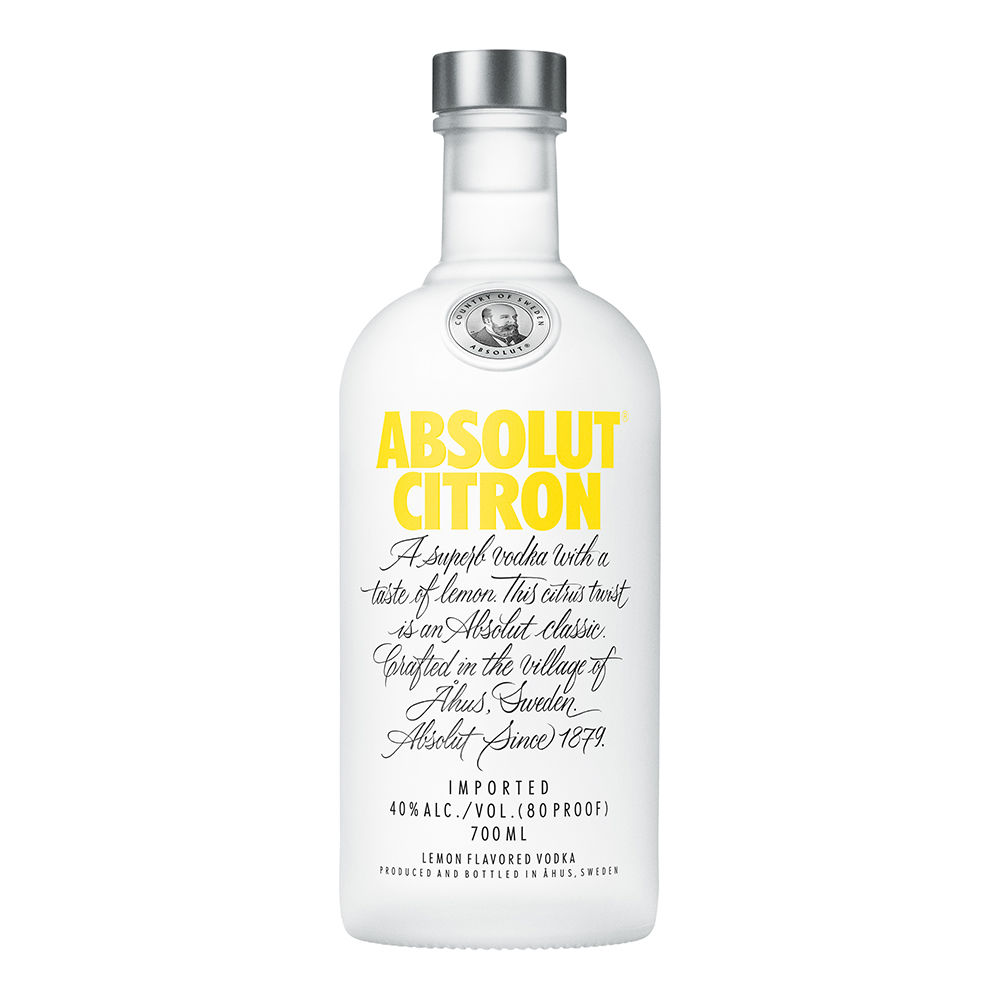 COUNTRY OF SWEDEN
ABSOLUT®
ABSOLUT®
CITRON
A superb vodka with a
taste of lemon. This citrus twist
is an Absolut classic.
Crafted in the village of
Åhus, Sweden.
Absolut Since 1879.
IMPORTED
40% ALC./VOL. (80 PROOF)
700 ML
LEMON FLAVORED VODKA
PRODUCED AND BOTTLED IN ÅHUS, SWEDEN